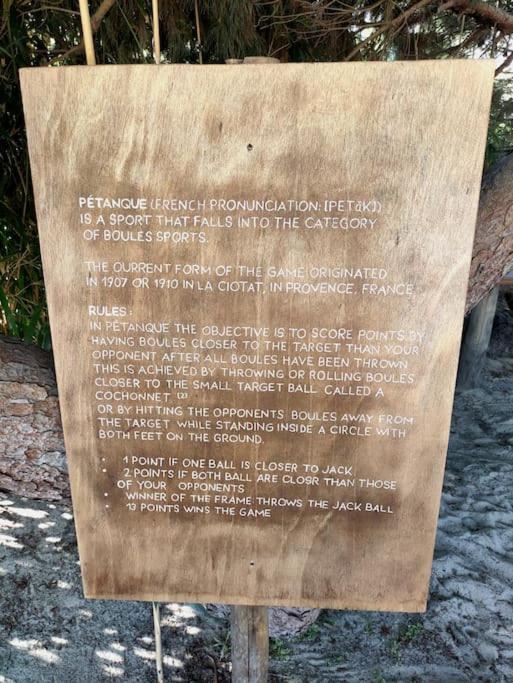 PÉTANQUE (FRENCH PRONUNCIATION: [PETɑ̃K])
IS A SPORT THAT FALLS INTO THE CATEGORY
OF BOULES SPORTS.
THE OURRENT FORM OF THE GAME ORIGINATED
IN 1907 OR 1910 IN LA CIOTAT, IN PROVENCE, FRANCE.
RULES:
IN PÉTANQUE THE OBJECTIVE IS TO SCORE POINTS BY
HAVING BOULES CLOSER TO THE TARGET THAN YOUR
OPPONENT AFTER ALL BOULES HAVE BEEN THROWN
THIS IS ACHIEVED BY THROWING OR ROLLING BOULES
CLOSER TO THE SMALL TARGET BALL CALLED A
COCHONNET [2]
OR BY HITTING THE OPPONENTS BOULES AWAY FROM
THE TARGET WHILE STANDING INSIDE A CIRCLE WITH
BOTH FEET ON THE GROUND.
• 1 POINT IF ONE BALL IS CLOSER TO JACK
• 2 POINTS IF BOTH BALL ARE CLOSR THAN THOSE
OF YOUR OPPONENTS
• WINNER OF THE FRAME THROWS THE JACK BALL
• 13 POINTS WINS THE GAME